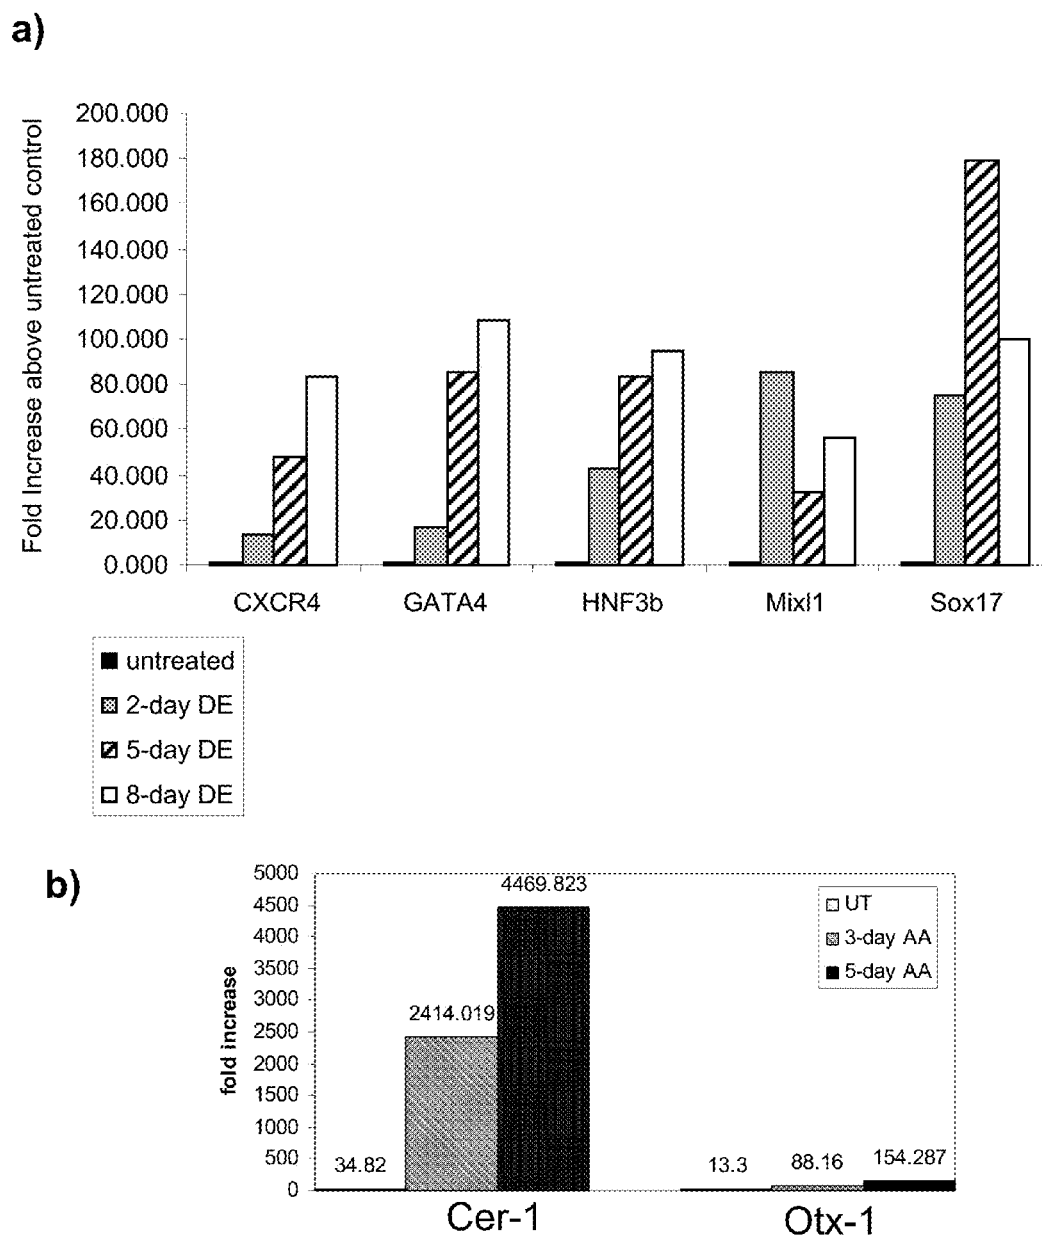 a)
Fold Increase above untreated control
200.000
180.000
160.000
140.000
120.000
100.000
80.000
60.000
40.000
20.000
0.000
CXCR4 GATA4 HNF3b Mixl1 Sox17
untreated
2-day DE
5-day DE
8-day DE
b)
fold increase
5000
4500
4000
3500
3000
2500
2000
1500
1000
500
0
34.82
2414.019
4469.823
13.3
88.16
154.287
UT
3-day AA
5-day AA
Cer-1 Otx-1